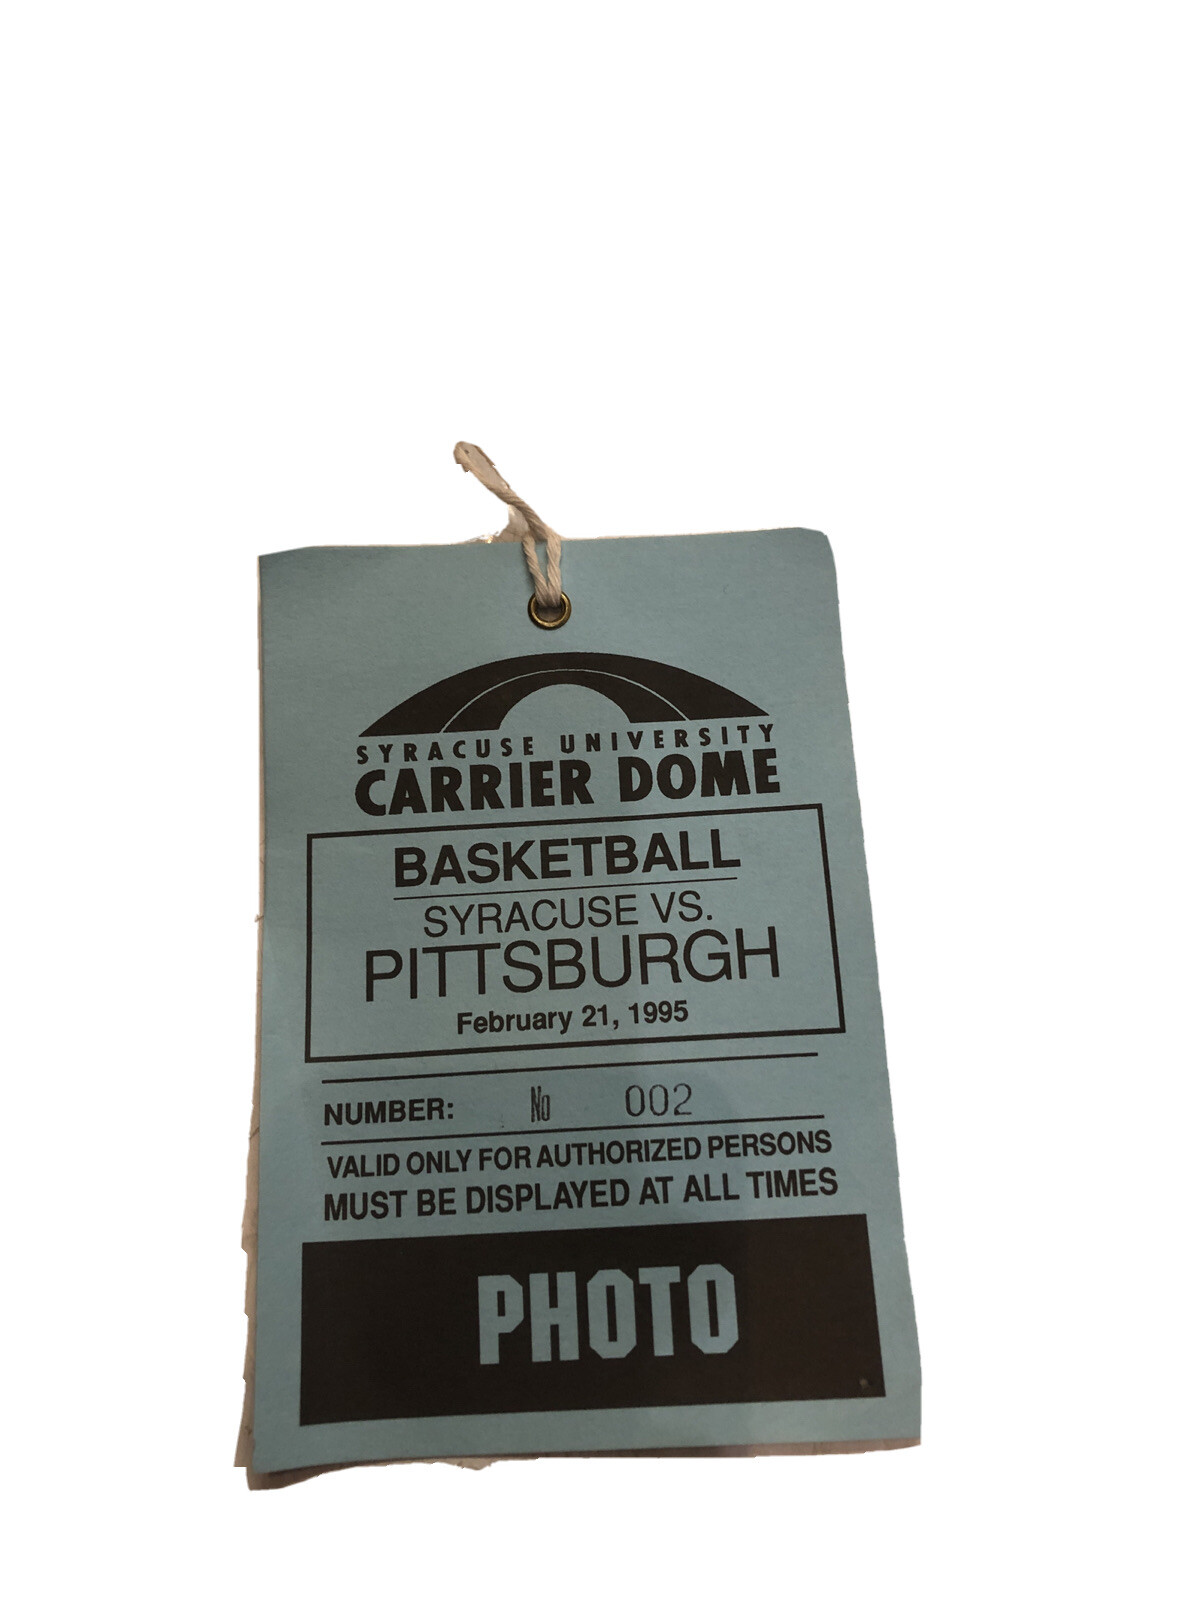 SYRACUSE UNIVERSITY
CARRIER DOME
BASKETBALL
SYRACUSE VS.
PITTSBURGH
February 21, 1995
NUMBER: No 002
VALID ONLY FOR AUTHORIZED PERSONS
MUST BE DISPLAYED AT ALL TIMES
PHOTO